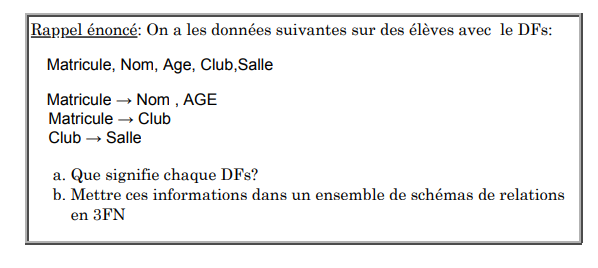 Rappel énoncé: On a les données suivantes sur des élèves avec le DFs:
Matricule, Nom, Age, Club,Salle
Matricule → Nom , AGE
Matricule → Club
Club → Salle
a. Que signifie chaque DFs?
b. Mettre ces informations dans un ensemble de schémas de relations
en 3FN